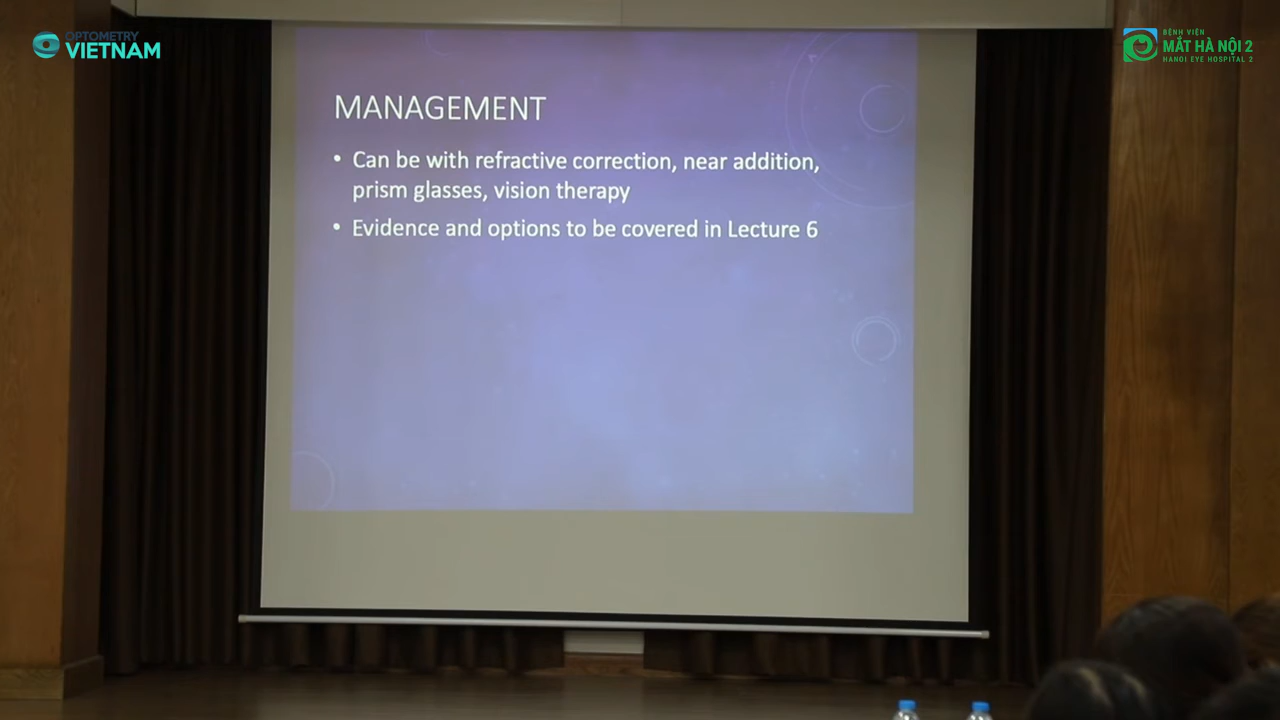 OPTOMETRY
VIETNAM
BỆNH VIỆN
MẮT HÀ NỘI 2
HANOI EYE HOSPITAL 2
MANAGEMENT
• Can be with refractive correction, near addition,
prism glasses, vision therapy
• Evidence and options to be covered in Lecture 6